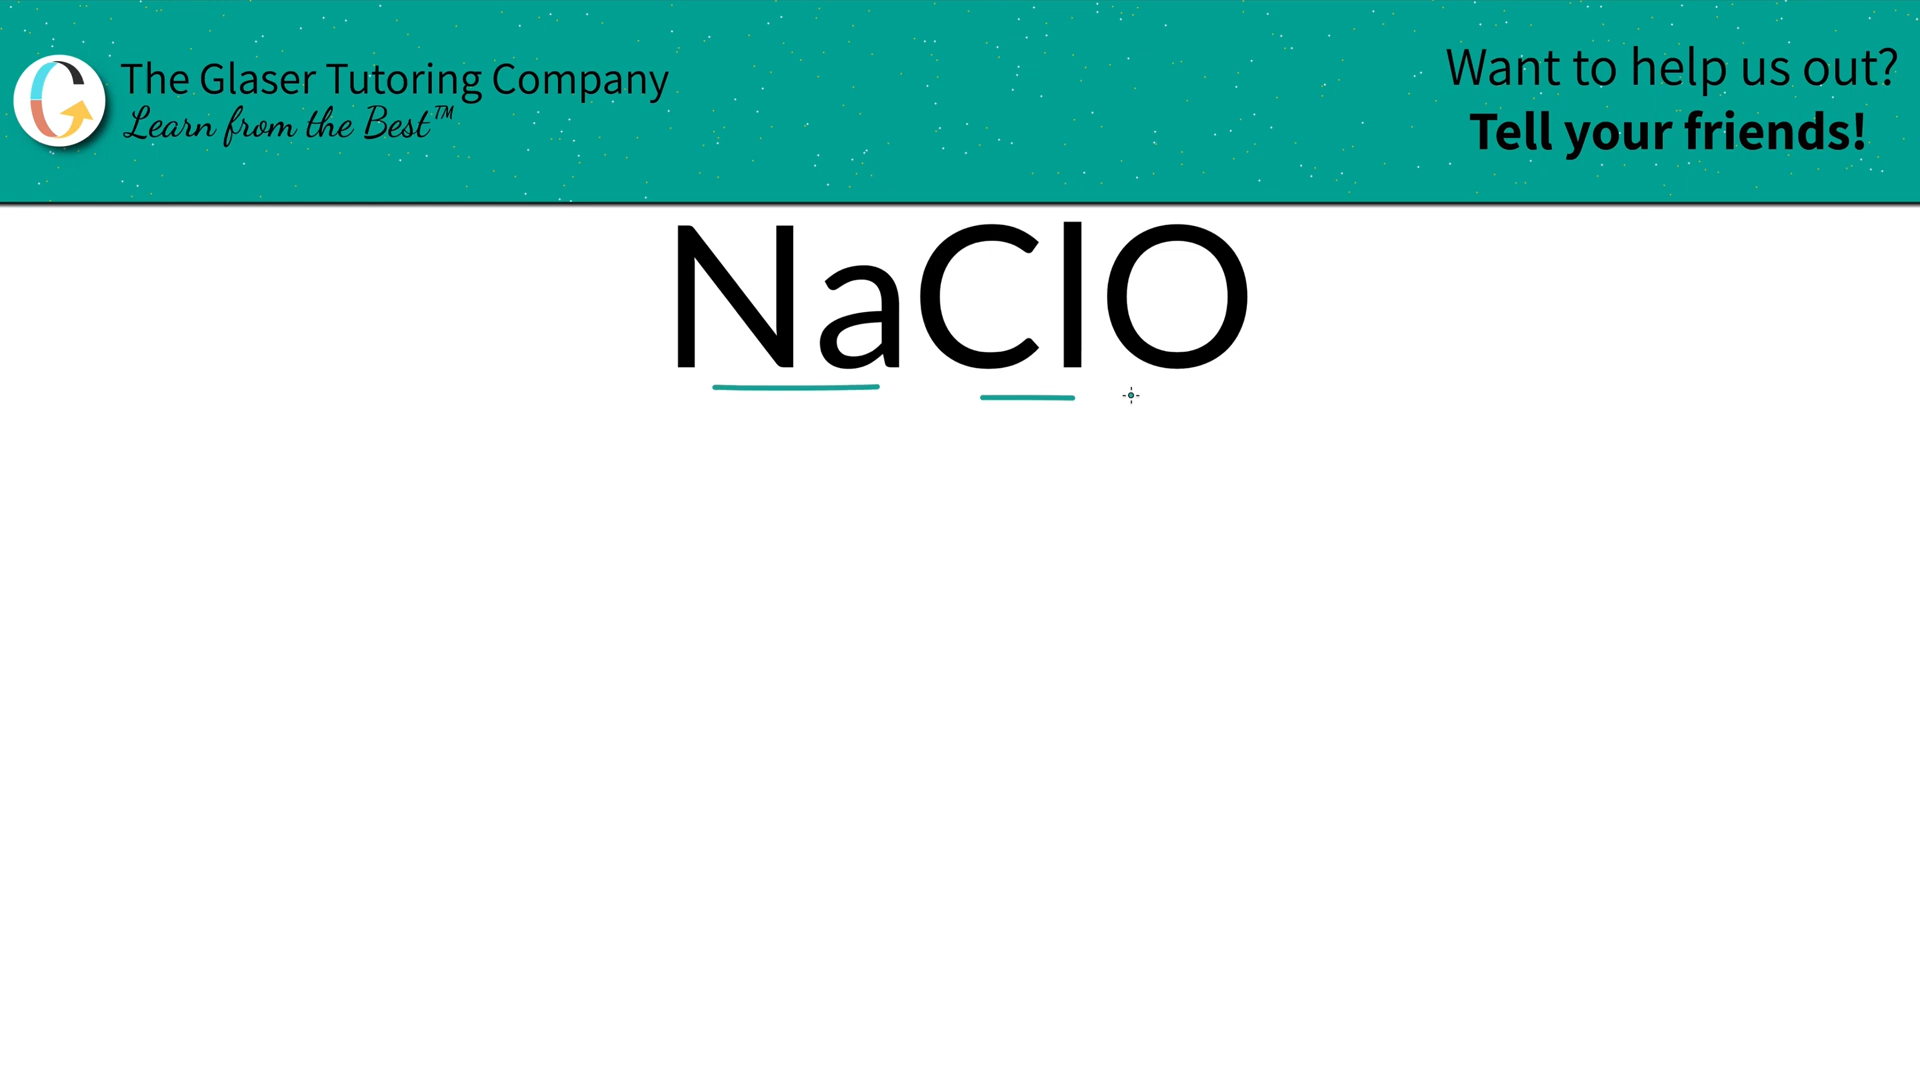 The Glaser Tutoring Company
Learn from the Best™
Want to help us out?
Tell your friends!
NaClO